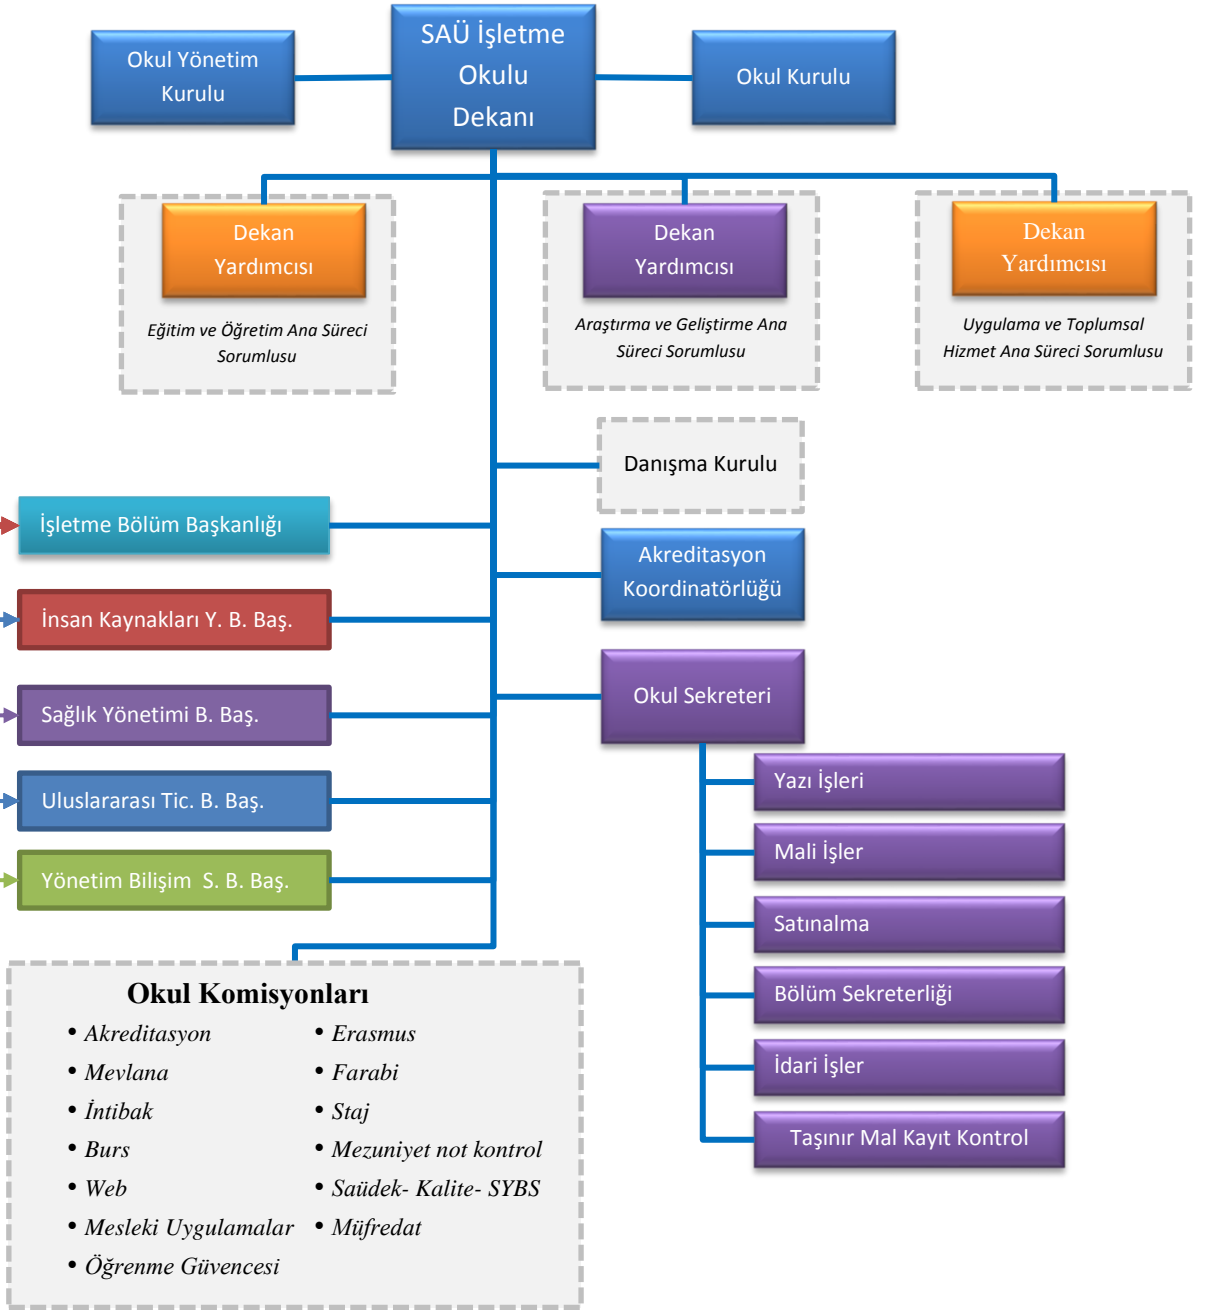 SAÜ İşletme
Okulu
Dekanı
Okul Yönetim
Kurulu
Okul Kurulu
Dekan
Yardımcısı
Eğitim ve Öğretim Ana Süreci
Sorumlusu
Dekan
Yardımcısı
Araştırma ve Geliştirme Ana
Süreci Sorumlusu
Dekan
Yardımcısı
Uygulama ve Toplumsal
Hizmet Ana Süreci Sorumlusu
Danışma Kurulu
İşletme Bölüm Başkanlığı
Akreditasyon
Koordinatörlüğü
İnsan Kaynakları Y. B. Baş.
Okul Sekreteri
Sağlık Yönetimi B. Baş.
Uluslararası Tic. B. Baş.
Yönetim Bilişim  S. B. Baş.
Yazı İşleri
Mali İşler
Satınalma
Bölüm Sekreterliği
İdari İşler
Taşınır Mal Kayıt Kontrol
Okul Komisyonları
• Akreditasyon
• Mevlana
• İntibak
• Burs
• Web
• Mesleki Uygulamalar
• Öğrenme Güvencesi
• Erasmus
• Farabi
• Staj
• Mezuniyet not kontrol
• Saüdek- Kalite- SYBS
• Müfredat